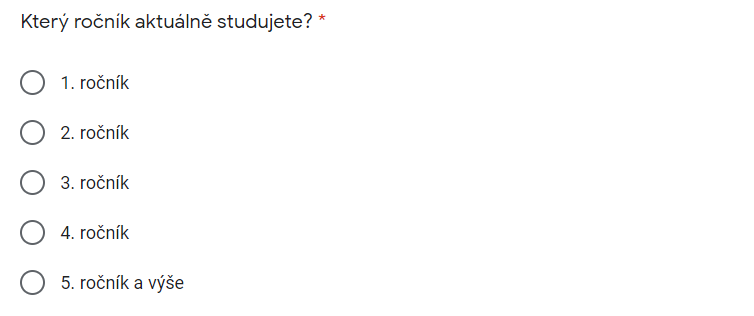 Který ročník aktuálně studujete? *
1. ročník
2. ročník
3. ročník
4. ročník
5. ročník a výše